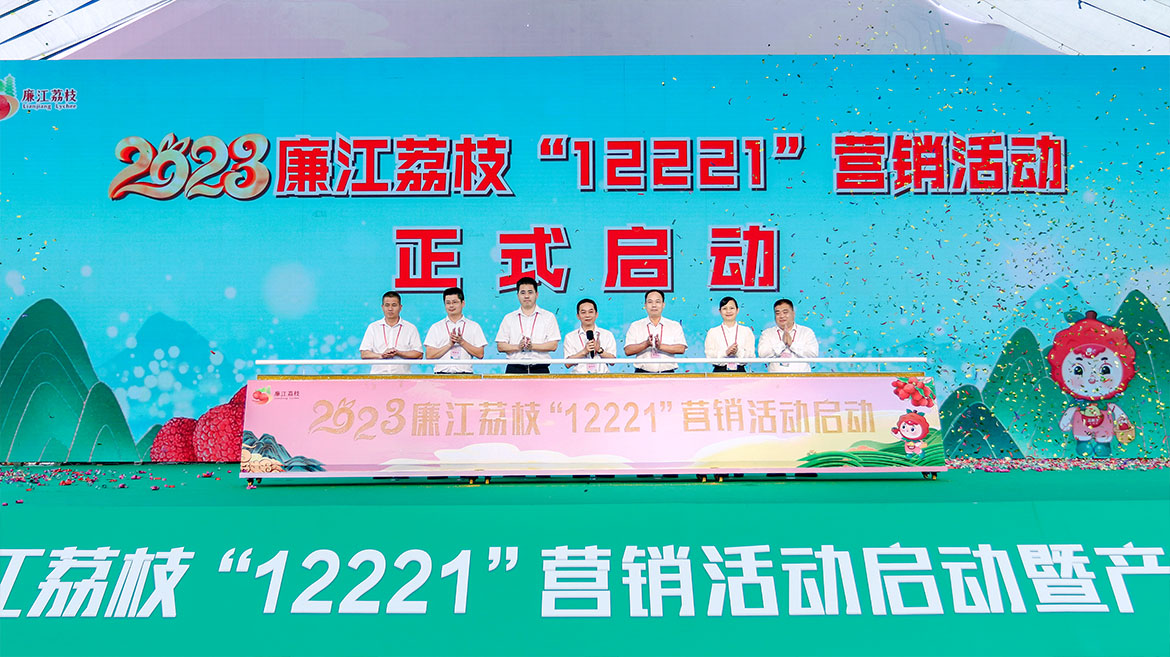 廉江荔枝
Lianjiang Lychee
2023廉江荔枝“12221”营销活动
正式启动
廉江荔枝
2023廉江荔枝“12221”营销活动启动
江荔枝“12221”营销活动启动暨产